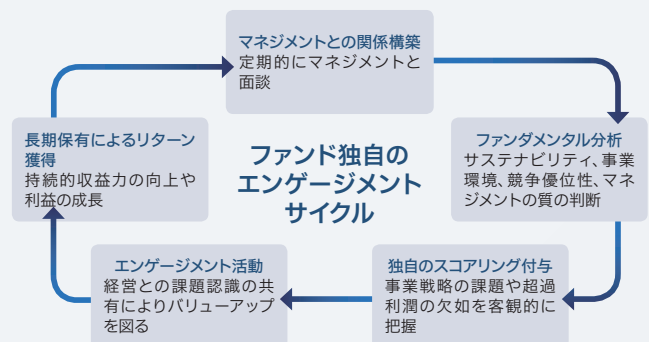 マネジメントとの関係構築
定期的にマネジメントと
面談
ファンダメンタル分析
サステナビリティ、事業
環境、競争優位性、マネ
ジメントの質の判断
独自のスコアリング付与
事業戦略の課題や超過
利潤の欠如を客観的に
把握
エンゲージメント活動
経営との課題認識の共
有によりバリューアップ
を図る
長期保有によるリターン
獲得
持続的収益力の向上や
利益の成長
ファンド独自の
エンゲージメント
サイクル